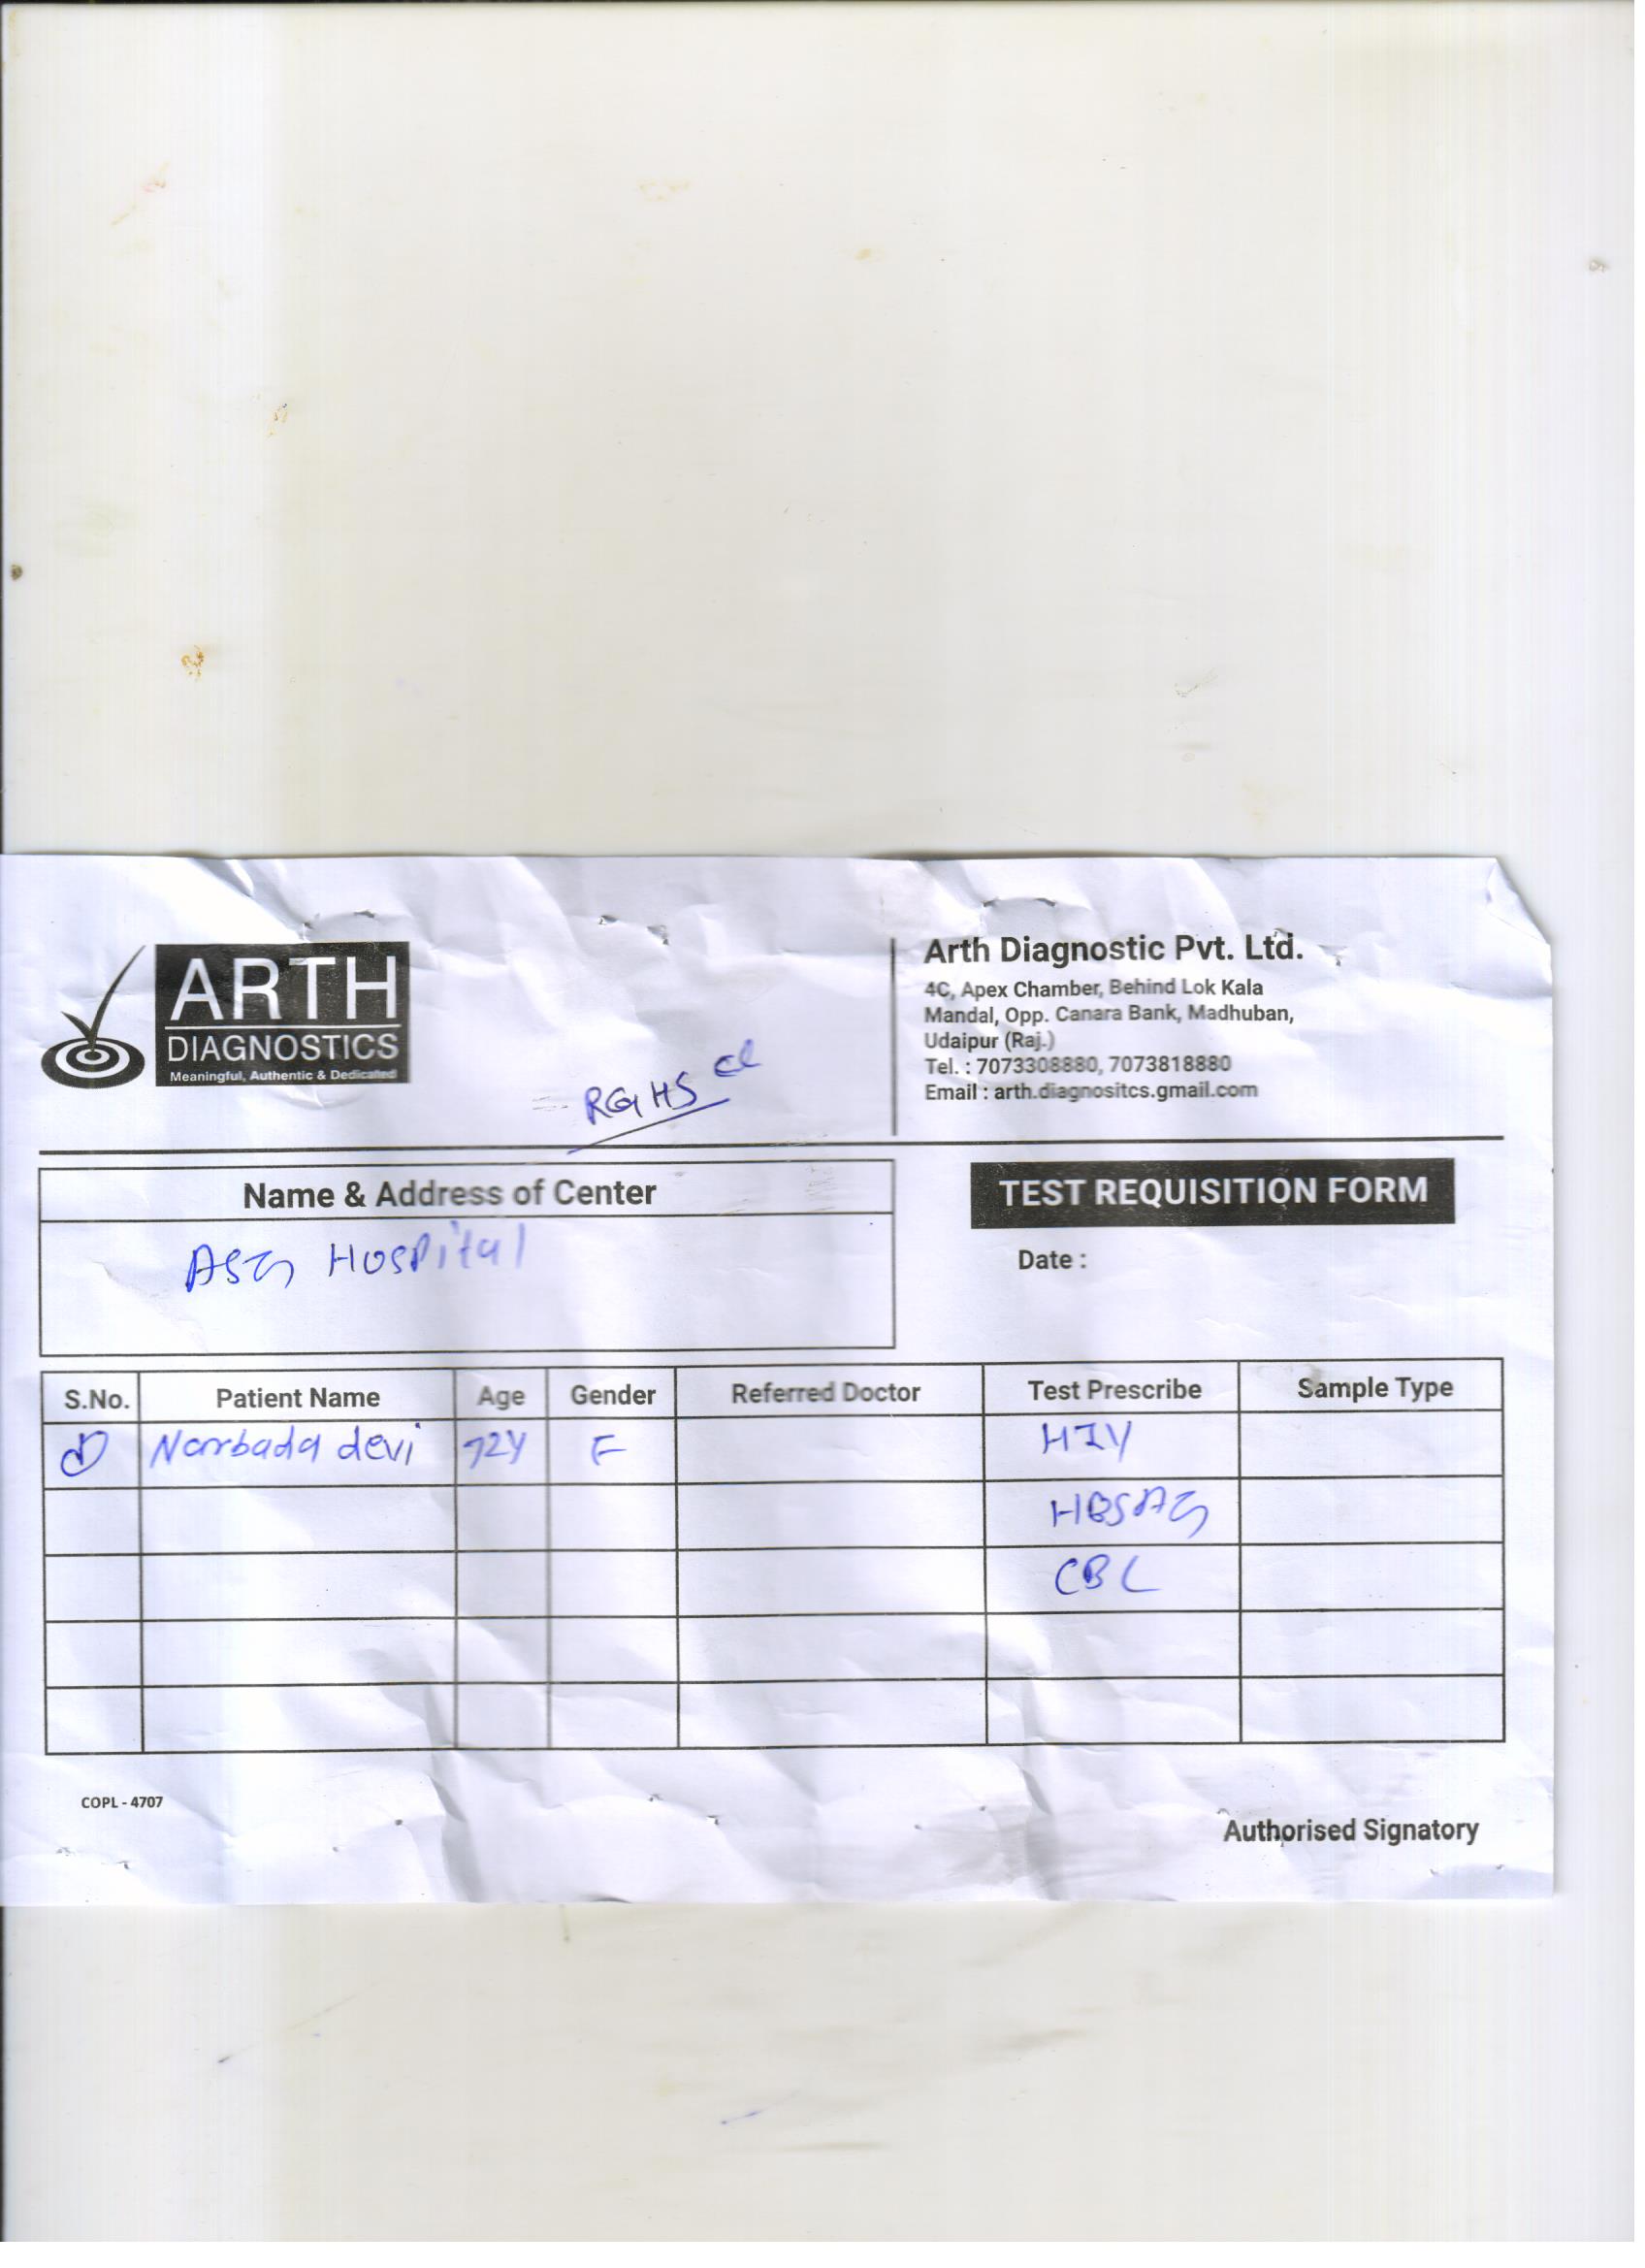 ARTH
DIAGNOSTICS
Meaningful, Authentic & Dedicated
RGHS
Arth Diagnostic Pvt. Ltd.
4C, Apex Chamber, Behind Lok Kala
Mandal, Opp. Canara Bank, Madhuban,
Udaipur (Raj.)
Tel. : 7073308880, 7073818880
Email : arth.diagnositcs.gmail.com
Name & Address of Center
ASG Hospital
TEST REQUISITION FORM
Date :
S.No. Patient Name Age Gender Referred Doctor Test Prescribe Sample Type
Narbada devi 72Y F HIV
HBSAG
CBC
COPL - 4707
Authorised Signatory